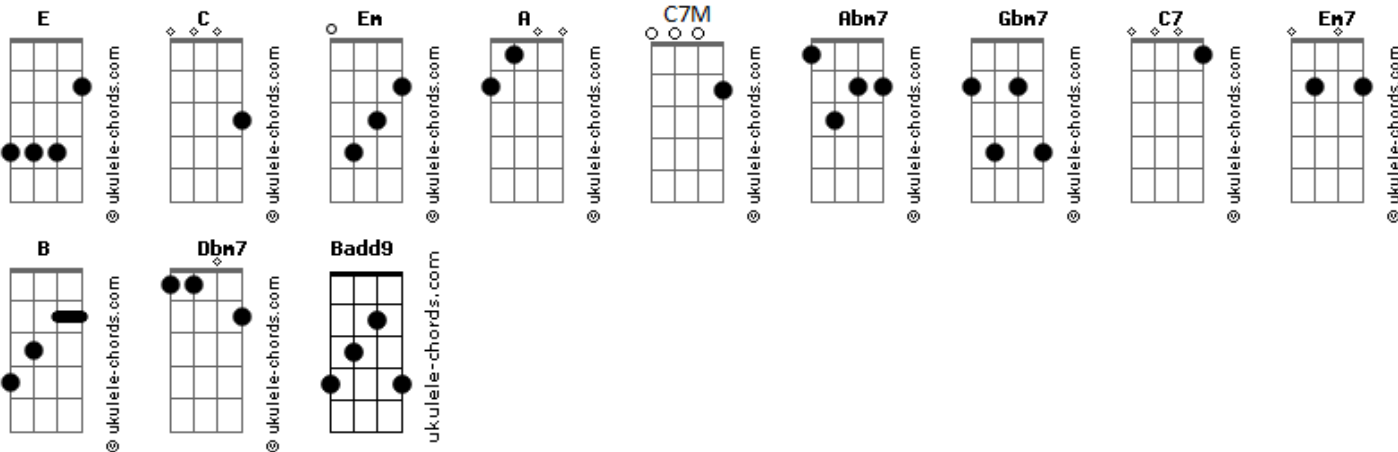 E C Em A C7M Abm7 Gbm7 C7 Em7
© ukulele-chords.com © ukulele-chords.com © ukulele-chords.com © ukulele-chords.com © ukulele-chords.com © ukulele-chords.com © ukulele-chords.com © ukulele-chords.com © ukulele-chords.com
B Dbm7 Badd9
© ukulele-chords.com © ukulele-chords.com ukulele-chords.com